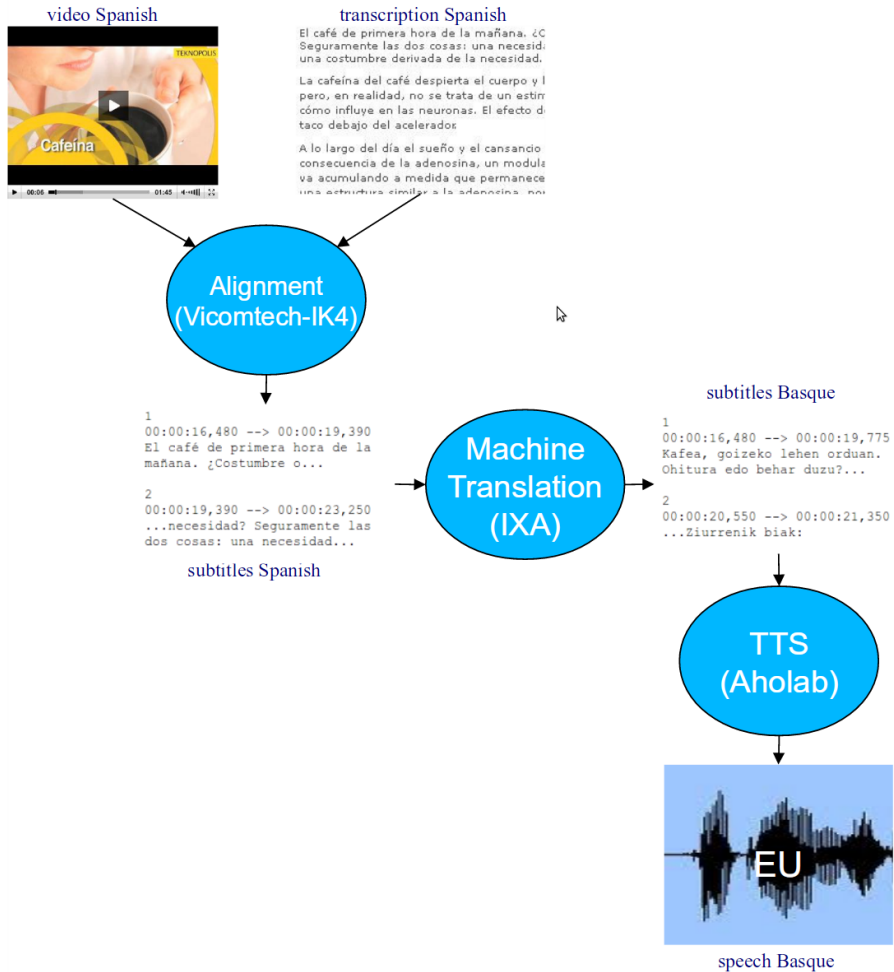 video Spanish
transcription Spanish
TEKNOPOLIS
Cafeína
00:06
01:45
El café de primera hora de la mañana. ¿C
Seguramente las dos cosas: una necesida
una costumbre derivada de la necesidad.
La cafeína del café despierta el cuerpo y l
pero, en realidad, no se trata de un estim
cómo influye en las neuronas. El efecto d
taco debajo del acelerador.
A lo largo del día el sueño y el cansancio
consecuencia de la adenosina, un modula
va acumulando a medida que permanece
una estructura similar a la adenosina, por
Alignment
(Vicomtech-IK4)
1
00:00:16,480 --> 00:00:19,390
El café de primera hora de la
mañana. ¿Costumbre o...
2
00:00:19,390 --> 00:00:23,250
...necesidad? Seguramente las
dos cosas: una necesidad...
subtitles Spanish
Machine
Translation
(IXA)
subtitles Basque
1
00:00:16,480 --> 00:00:19,775
Kafea, goizeko lehen orduan.
Ohitura edo behar duzu?...
2
00:00:20,550 --> 00:00:21,350
...Ziurrenik biak:
TTS
(Aholab)
EU
speech Basque